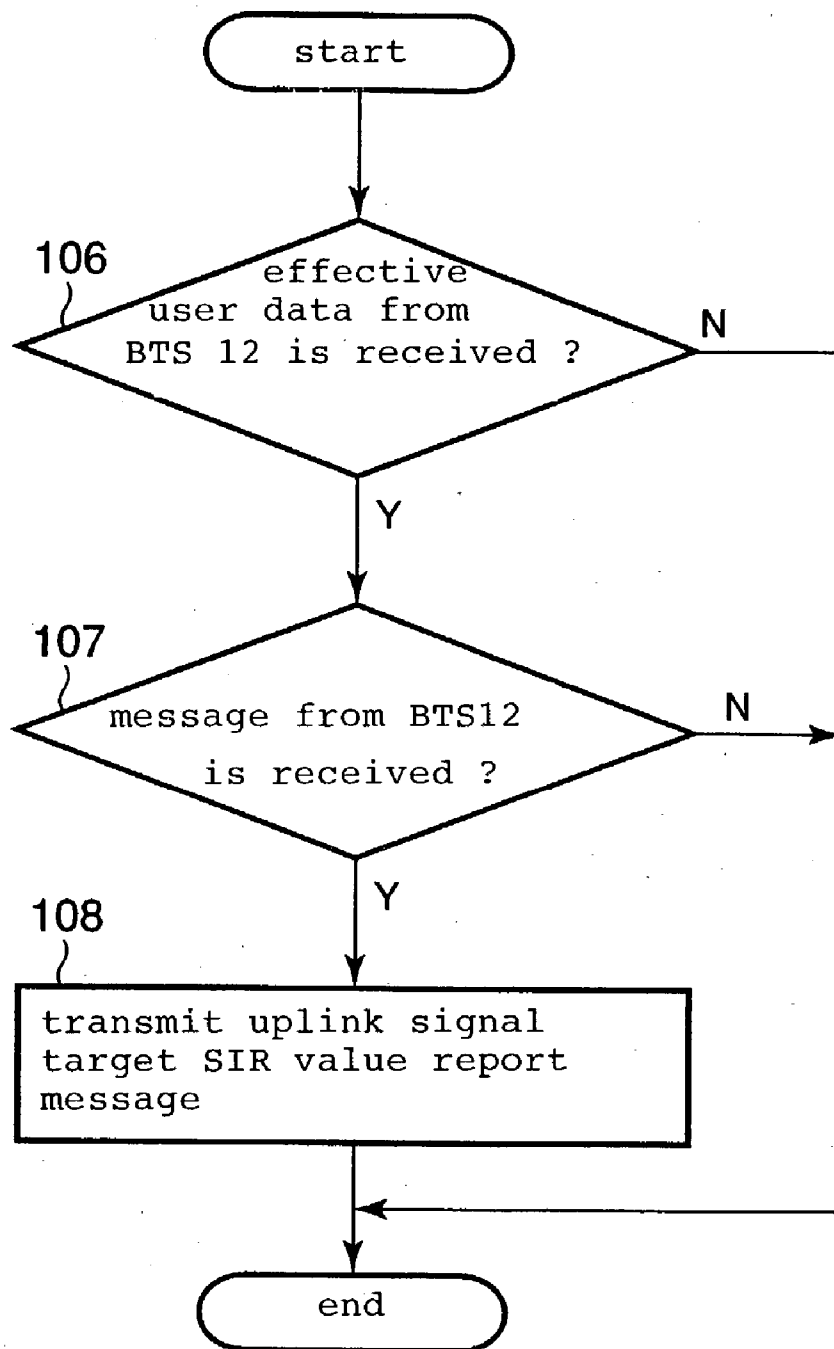 start
106
effective
user data from
BTS 12 is received ?
N
Y
107
message from BTS12
is received ?
N
Y
108
transmit uplink signal
target SIR value report
message
end